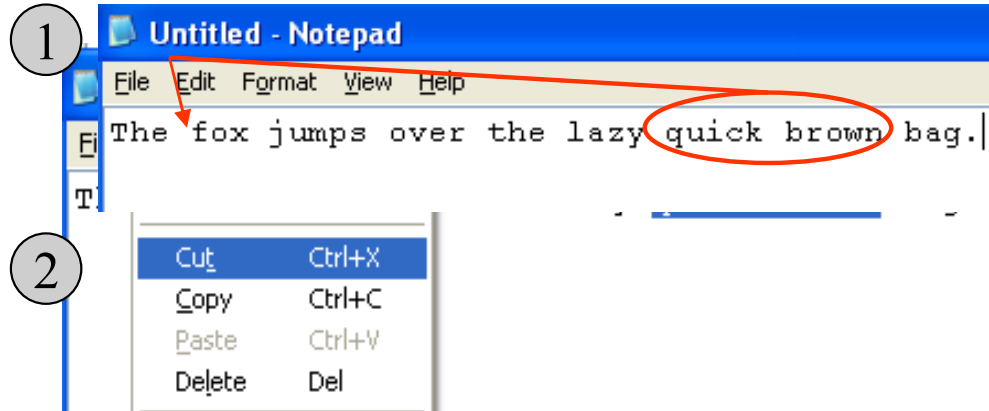 1
Untitled - Notepad
File Edit Format View Help
The fox jumps over the lazy quick brown bag.
2
Cut Ctrl+X
Copy Ctrl+C
Paste Ctrl+V
Delete Del